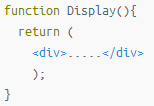 function Display(){
return (
<div>.....</div>
);
}